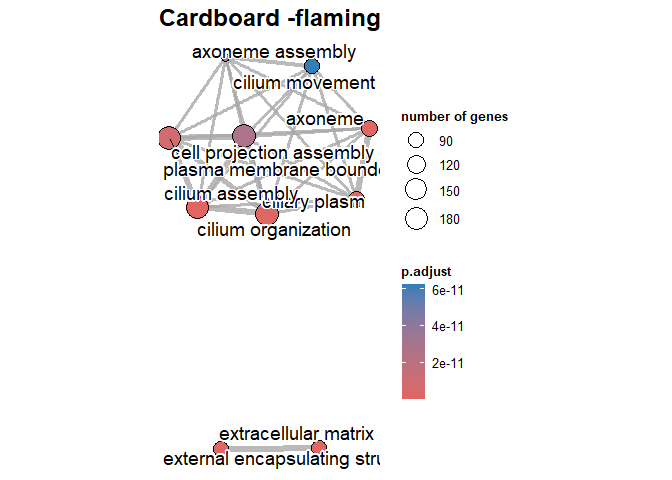 Cardboard -flaming
axoneme assembly
cilium movement
axoneme
cell projection assembly
plasma membrane bounde
cilium assembly
ciliary plasm
cilium organization
extracellular matrix
external encapsulating stru
number of genes
90
120
150
180
p.adjust
6e-11
4e-11
2e-11